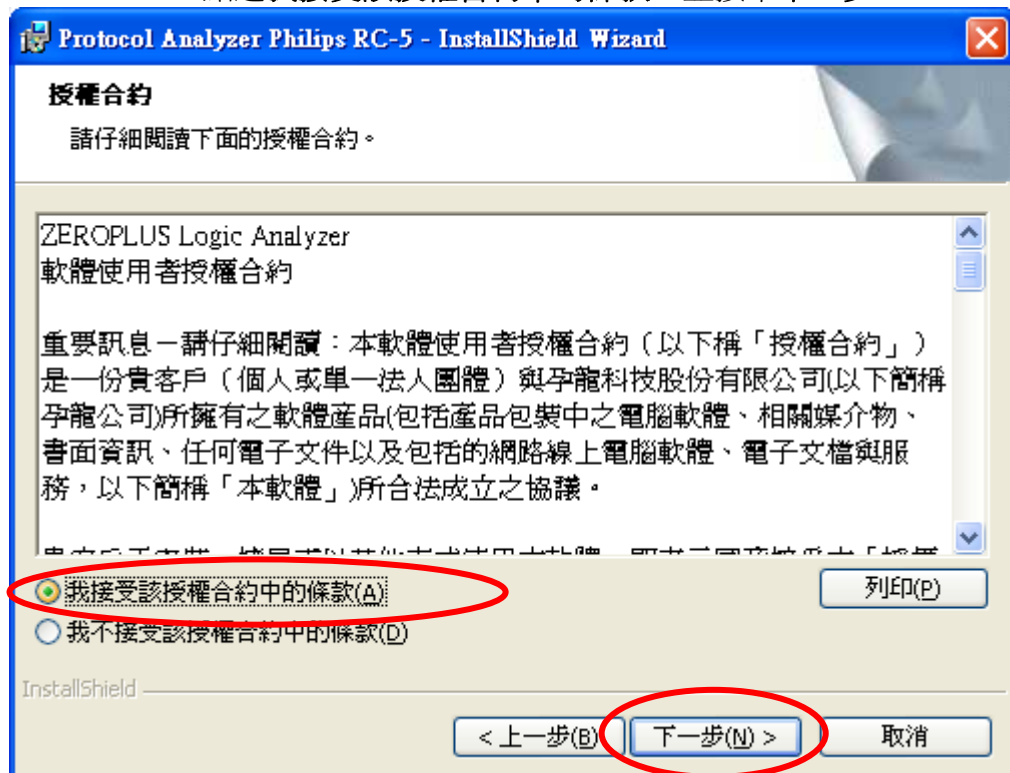 Protocol Analyzer Philips RC-5 - InstallShield Wizard
授權合約
請仔細閱讀下面的授權合約。
ZEROPLUS Logic Analyzer
軟體使用者授權合約
重要訊息－請仔細閱讀：本軟體使用者授權合約（以下稱「授權合約」）
是一份貴客戶（個人或單一法人團體）與孕龍科技股份有限公司(以下簡稱
孕龍公司)所擁有之軟體產品(包括產品包裝中之電腦軟體、相關媒介物、
書面資訊、任何電子文件以及包括的網路線上電腦軟體、電子文檔與服
務，以下簡稱「本軟體」)所合法成立之協議。
我接受該授權合約中的條款(A)
列印(P)
我不接受該授權合約中的條款(D)
InstallShield
< 上一步(B)
下一步(N) >
取消